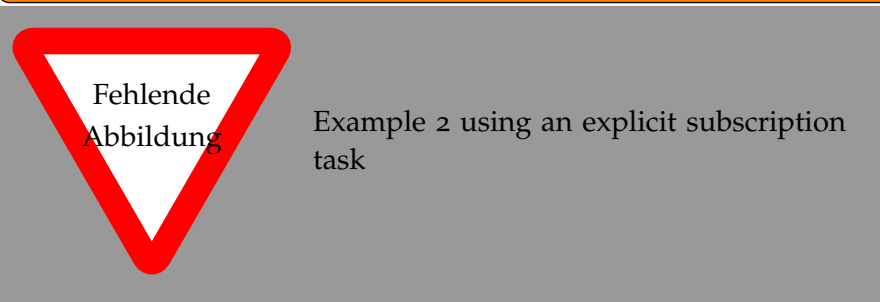 Fehlende
Abbildung
Example 2 using an explicit subscription
task